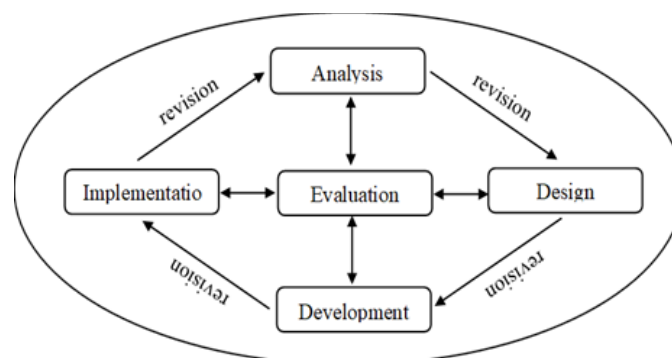 Analysis
revision
revision
Implementatio
Evaluation
Design
revision
revision
Development